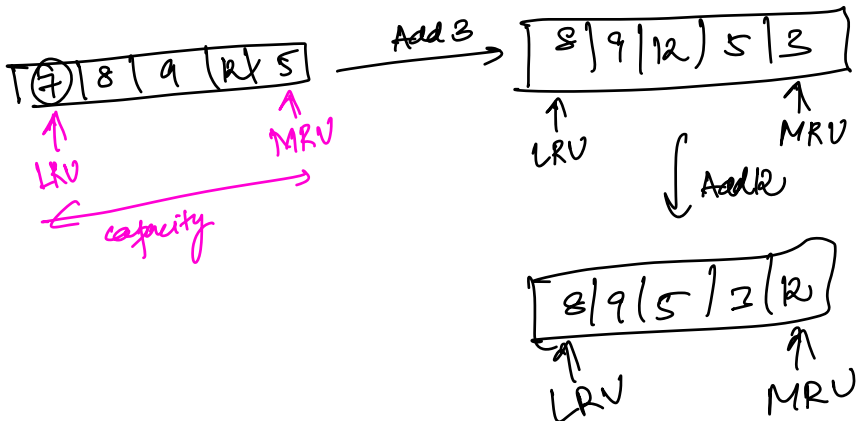 7 | 8 | 9 | 12 | 5
LRU
MRU
capacity
Add 3
8 | 9 | 12 | 5 | 3
LRU
MRU
Add 12
8 | 9 | 5 | 3 | 12
LRU
MRU